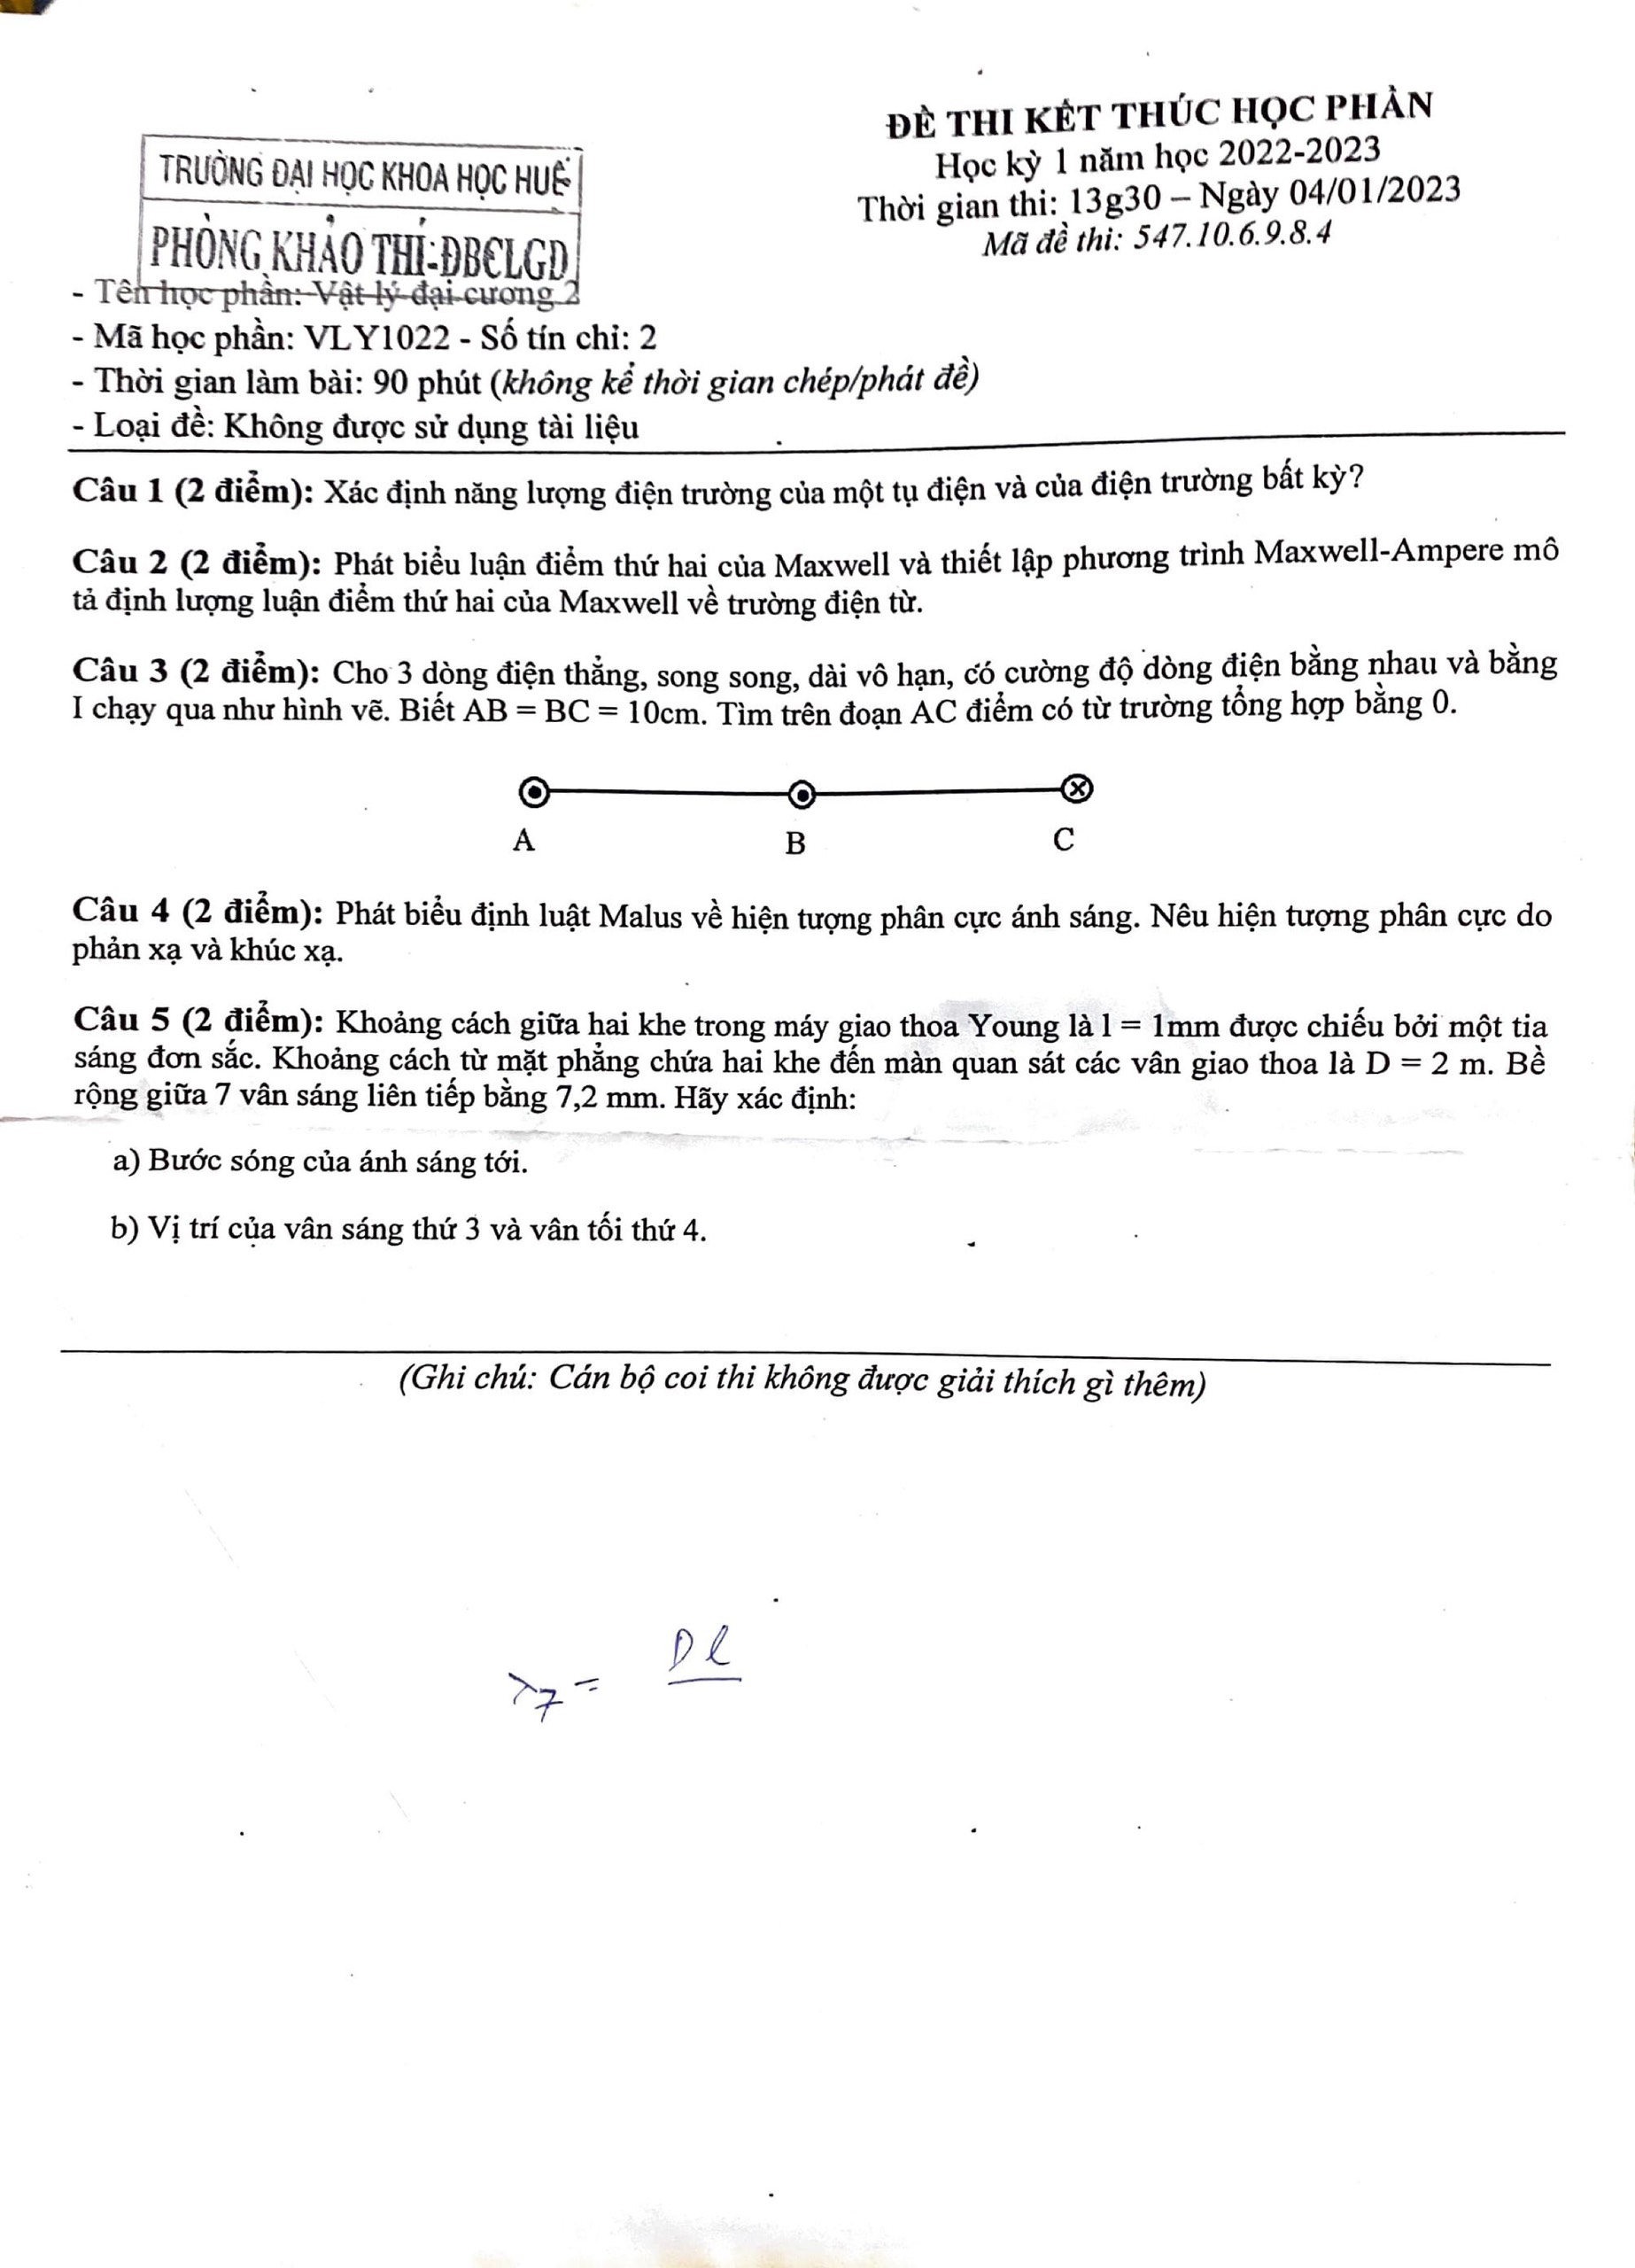 ĐỀ THI KẾT THÚC HỌC PHẦN
Học kỳ 1 năm học 2022-2023
Thời gian thi: 13g30 – Ngày 04/01/2023
Mã đề thi: 547.10.6.9.8.4
TRƯỜNG ĐẠI HỌC KHOA HỌC HUẾ
PHÒNG KHẢO THÍ-ĐBCLGD
- Tên học phần: Vật lý đại cương 2
- Mã học phần: VLY1022 - Số tín chỉ: 2
- Thời gian làm bài: 90 phút (không kể thời gian chép/phát đề)
- Loại đề: Không được sử dụng tài liệu
Câu 1 (2 điểm): Xác định năng lượng điện trường của một tụ điện và của điện trường bất kỳ?
Câu 2 (2 điểm): Phát biểu luận điểm thứ hai của Maxwell và thiết lập phương trình Maxwell-Ampere mô
tả định lượng luận điểm thứ hai của Maxwell về trường điện từ.
Câu 3 (2 điểm): Cho 3 dòng điện thẳng, song song, dài vô hạn, có cường độ dòng điện bằng nhau và bằng
I chạy qua như hình vẽ. Biết AB = BC = 10cm. Tìm trên đoạn AC điểm có từ trường tổng hợp bằng 0.
A B C
Câu 4 (2 điểm): Phát biểu định luật Malus về hiện tượng phân cực ánh sáng. Nêu hiện tượng phân cực do
phản xạ và khúc xạ.
Câu 5 (2 điểm): Khoảng cách giữa hai khe trong máy giao thoa Young là l = 1mm được chiếu bởi một tia
sáng đơn sắc. Khoảng cách từ mặt phẳng chứa hai khe đến màn quan sát các vân giao thoa là D = 2 m. Bề
rộng giữa 7 vân sáng liên tiếp bằng 7,2 mm. Hãy xác định:
a) Bước sóng của ánh sáng tới.
b) Vị trí của vân sáng thứ 3 và vân tối thứ 4.
(Ghi chú: Cán bộ coi thi không được giải thích gì thêm)
Dl
λ7 =